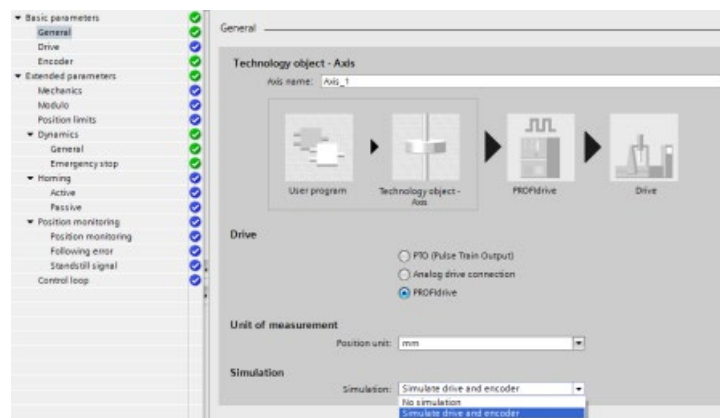 Basic parameters
General
Drive
Encoder
Extended parameters
Mechanics
Modulo
Position limits
Dynamics
General
Emergency stop
Homing
Active
Passive
Position monitoring
Position monitoring
Following error
Standstill signal
Control loop
General
Technology object - Axis
Axis name: Axis_1
User program
Technology object - Axis
PROFIdrive
Drive
Drive
PTO (Pulse Train Output)
Analog drive connection
PROFIdrive
Unit of measurement
Position unit: mm
Simulation
Simulation: Simulate drive and encoder
No simulation
Simulate drive and encoder